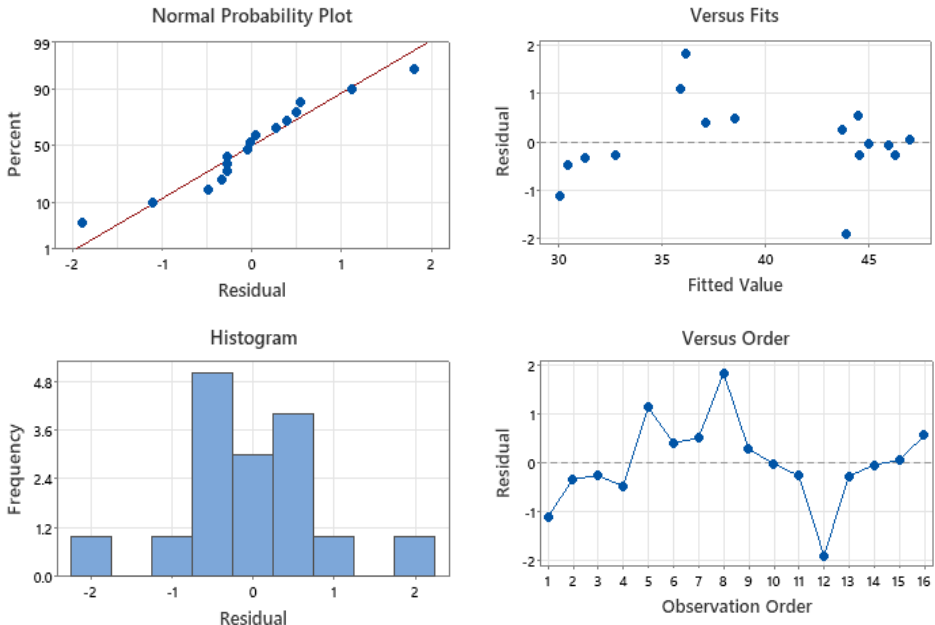 Normal Probability Plot
99
90
50
10
1
Percent
-2 -1 0 1 2
Residual
Versus Fits
2
1
0
-1
-2
Residual
30 35 40 45
Fitted Value
Histogram
4.8
3.6
2.4
1.2
0.0
Frequency
-2 -1 0 1 2
Residual
Versus Order
2
1
0
-1
-2
Residual
1 2 3 4 5 6 7 8 9 10 11 12 13 14 15 16
Observation Order